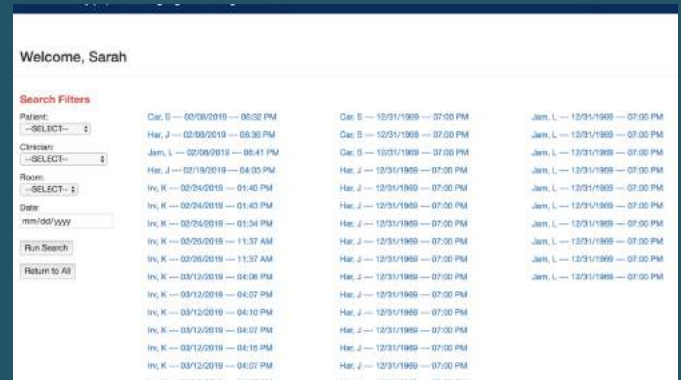 Welcome, Sarah
Search Filters
Patient:
--SELECT--
Clinician:
--SELECT--
Room:
--SELECT--
Date:
mm/dd/yyyy
Run Search
Return to All
Car, S --- 02/08/2019 --- 06:32 PM
Har, J --- 02/08/2019 --- 06:36 PM
Jam, L --- 02/08/2019 --- 06:41 PM
Har, J --- 02/19/2019 --- 04:05 PM
Irv, K --- 02/24/2019 --- 01:40 PM
Irv, K --- 02/24/2019 --- 01:43 PM
Irv, K --- 02/24/2019 --- 01:34 PM
Irv, K --- 02/26/2019 --- 11:37 AM
Irv, K --- 02/26/2019 --- 11:37 AM
Irv, K --- 03/12/2019 --- 04:06 PM
Irv, K --- 03/12/2019 --- 04:07 PM
Irv, K --- 03/12/2019 --- 04:10 PM
Irv, K --- 03/12/2019 --- 04:07 PM
Irv, K --- 03/12/2019 --- 04:16 PM
Irv, K --- 03/12/2019 --- 04:07 PM
Car, S --- 12/31/1969 --- 07:00 PM
Car, S --- 12/31/1969 --- 07:00 PM
Car, S --- 12/31/1969 --- 07:00 PM
Har, J --- 12/31/1969 --- 07:00 PM
Har, J --- 12/31/1969 --- 07:00 PM
Har, J --- 12/31/1969 --- 07:00 PM
Har, J --- 12/31/1969 --- 07:00 PM
Har, J --- 12/31/1969 --- 07:00 PM
Har, J --- 12/31/1969 --- 07:00 PM
Har, J --- 12/31/1969 --- 07:00 PM
Har, J --- 12/31/1969 --- 07:00 PM
Har, J --- 12/31/1969 --- 07:00 PM
Har, J --- 12/31/1969 --- 07:00 PM
Har, J --- 12/31/1969 --- 07:00 PM
Har, J --- 12/31/1969 --- 07:00 PM
Jam, L --- 12/31/1969 --- 07:00 PM
Jam, L --- 12/31/1969 --- 07:00 PM
Jam, L --- 12/31/1969 --- 07:00 PM
Jam, L --- 12/31/1969 --- 07:00 PM
Jam, L --- 12/31/1969 --- 07:00 PM
Jam, L --- 12/31/1969 --- 07:00 PM
Jam, L --- 12/31/1969 --- 07:00 PM
Jam, L --- 12/31/1969 --- 07:00 PM
Jam, L --- 12/31/1969 --- 07:00 PM
Jam, L --- 12/31/1969 --- 07:00 PM